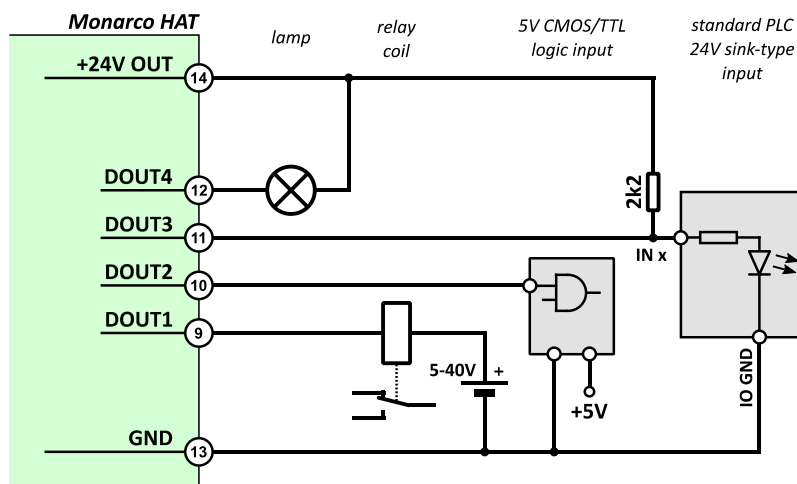 Monarco HAT
lamp
relay
coil
5V CMOS/TTL
logic input
standard PLC
24V sink-type
input
+24V OUT
14
DOUT4
12
2k2
DOUT3
11
IN x
DOUT2
10
DOUT1
9
5-40V +
+5V
IO GND
GND
13